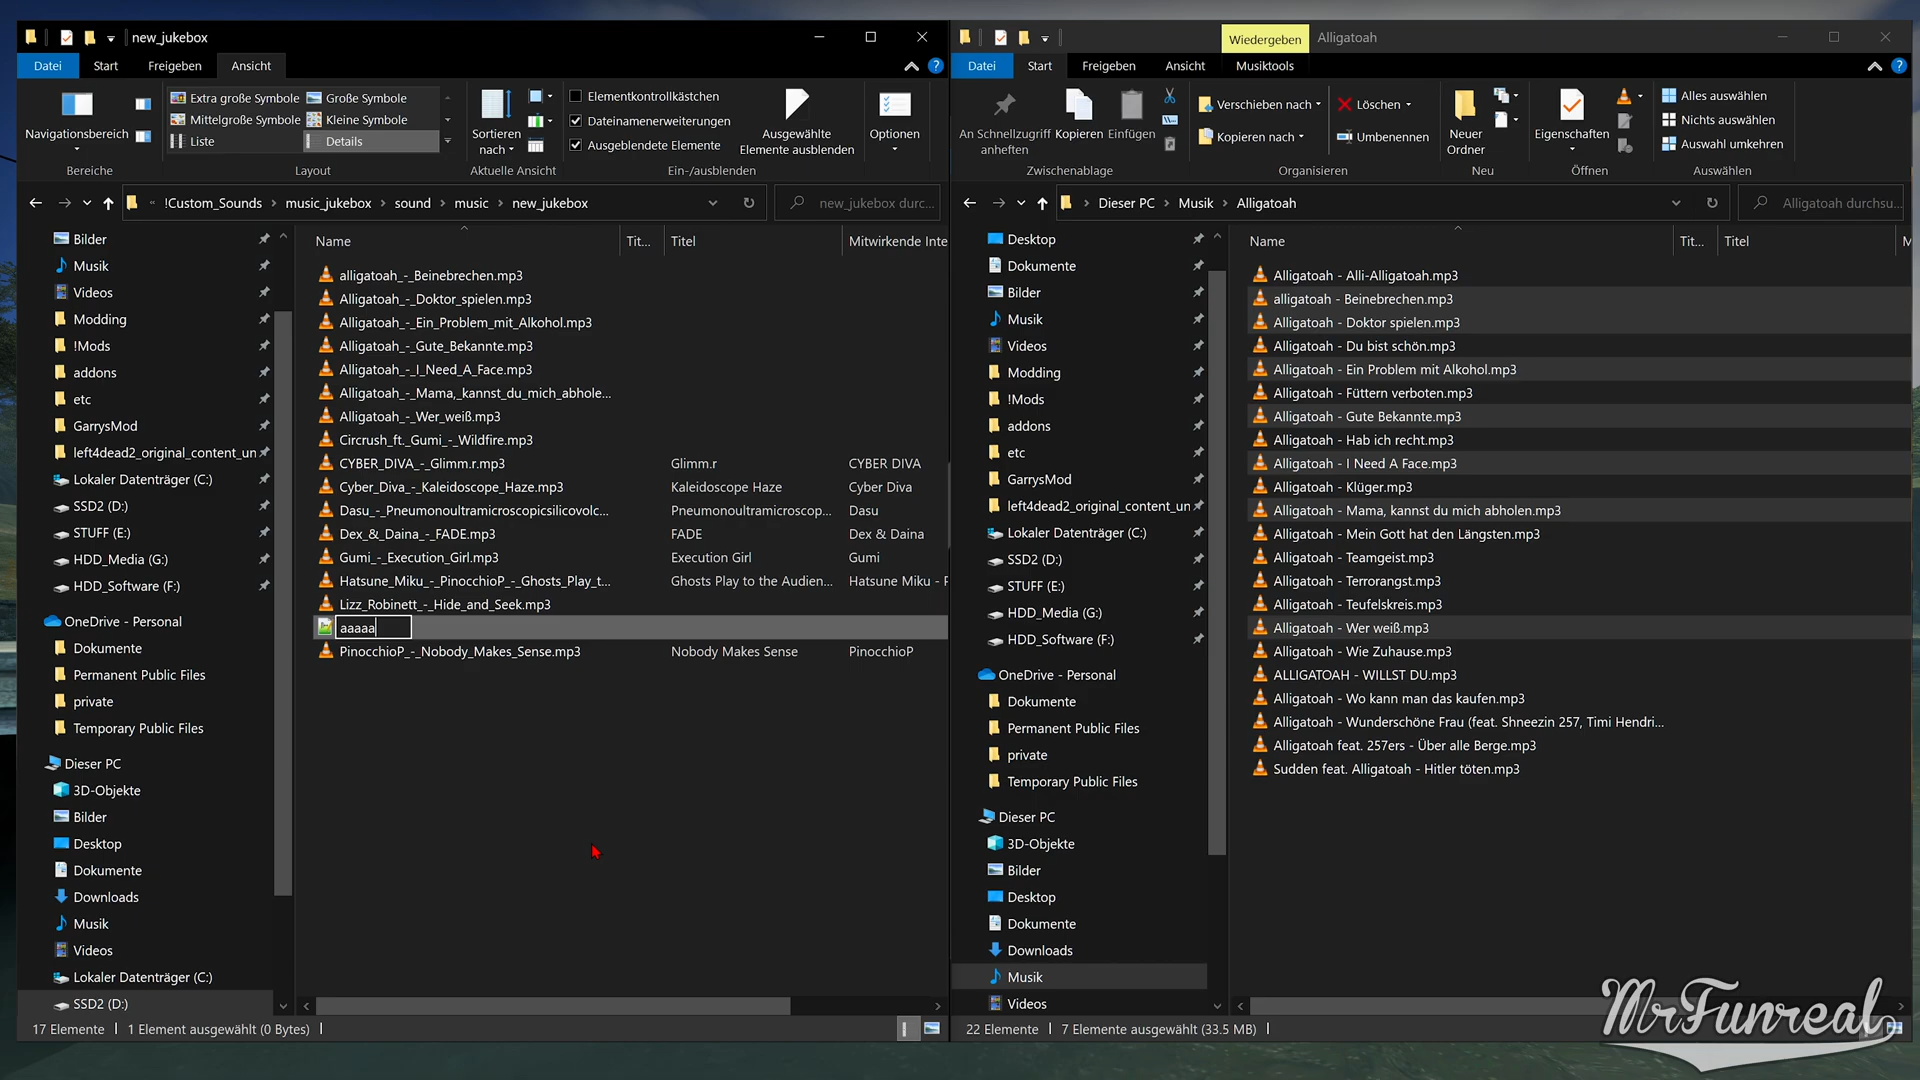 new_jukebox
Datei
Start
Freigeben
Ansicht
Navigationsbereich
Extra große Symbole
Große Symbole
Mittelgroße Symbole
Kleine Symbole
Liste
Details
Sortieren
nach
Elementkontrollkästchen
Dateinamenerweiterungen
Ausgeblendete Elemente
Ausgewählte
Elemente ausblenden
Optionen
Bereiche
Layout
Aktuelle Ansicht
Ein-/ausblenden
« !Custom_Sounds > music_jukebox > sound > music > new_jukebox
new_jukebox durc...
Bilder
Musik
Videos
Modding
!Mods
addons
etc
GarrysMod
left4dead2_original_content_un
Lokaler Datenträger (C:)
SSD2 (D:)
STUFF (E:)
HDD_Media (G:)
HDD_Software (F:)
OneDrive - Personal
Dokumente
Permanent Public Files
private
Temporary Public Files
Dieser PC
3D-Objekte
Bilder
Desktop
Dokumente
Downloads
Musik
Videos
Lokaler Datenträger (C:)
SSD2 (D:)
Name Tit... Titel Mitwirkende Inte
alligatoah_-_Beinebrechen.mp3
Alligatoah_-_Doktor_spielen.mp3
Alligatoah_-_Ein_Problem_mit_Alkohol.mp3
Alligatoah_-_Gute_Bekannte.mp3
Alligatoah_-_I_Need_A_Face.mp3
Alligatoah_-_Mama,_kannst_du_mich_abhole...
Alligatoah_-_Wer_weiß.mp3
Circrush_ft._Gumi_-_Wildfire.mp3
CYBER_DIVA_-_Glimm.r.mp3 Glimm.r CYBER DIVA
Cyber_Diva_-_Kaleidoscope_Haze.mp3 Kaleidoscope Haze Cyber Diva
Dasu_-_Pneumonoultramicroscopicsilicovolc... Pneumonoultramicroscop... Dasu
Dex_&_Daina_-_FADE.mp3 FADE Dex & Daina
Gumi_-_Execution_Girl.mp3 Execution Girl Gumi
Hatsune_Miku_-_PinocchioP_-_Ghosts_Play_t... Ghosts Play to the Audien... Hatsune Miku - P
Lizz_Robinett_-_Hide_and_Seek.mp3
aaaaa
PinocchioP_-_Nobody_Makes_Sense.mp3 Nobody Makes Sense PinocchioP
17 Elemente
1 Element ausgewählt (0 Bytes)
Wiedergeben
Alligatoah
Datei
Start
Freigeben
Ansicht
Musiktools
An Schnellzugriff
anheften
Kopieren
Einfügen
Verschieben nach
Kopieren nach
Löschen
Umbenennen
Neuer
Ordner
Eigenschaften
Alles auswählen
Nichts auswählen
Auswahl umkehren
Zwischenablage
Organisieren
Neu
Öffnen
Auswählen
> Dieser PC > Musik > Alligatoah
Alligatoah durchsu...
Desktop
Dokumente
Bilder
Musik
Videos
Modding
!Mods
addons
etc
GarrysMod
left4dead2_original_content_un
Lokaler Datenträger (C:)
SSD2 (D:)
STUFF (E:)
HDD_Media (G:)
HDD_Software (F:)
OneDrive - Personal
Dokumente
Permanent Public Files
private
Temporary Public Files
Dieser PC
3D-Objekte
Bilder
Desktop
Dokumente
Downloads
Musik
Videos
Name Tit... Titel M
Alligatoah - Alli-Alligatoah.mp3
alligatoah - Beinebrechen.mp3
Alligatoah - Doktor spielen.mp3
Alligatoah - Du bist schön.mp3
Alligatoah - Ein Problem mit Alkohol.mp3
Alligatoah - Füttern verboten.mp3
Alligatoah - Gute Bekannte.mp3
Alligatoah - Hab ich recht.mp3
Alligatoah - I Need A Face.mp3
Alligatoah - Klüger.mp3
Alligatoah - Mama, kannst du mich abholen.mp3
Alligatoah - Mein Gott hat den Längsten.mp3
Alligatoah - Teamgeist.mp3
Alligatoah - Terrorangst.mp3
Alligatoah - Teufelskreis.mp3
Alligatoah - Wer weiß.mp3
Alligatoah - Wie Zuhause.mp3
ALLIGATOAH - WILLST DU.mp3
Alligatoah - Wo kann man das kaufen.mp3
Alligatoah - Wunderschöne Frau (feat. Shneezin 257, Timi Hendri...
Alligatoah feat. 257ers - Über alle Berge.mp3
Sudden feat. Alligatoah - Hitler töten.mp3
22 Elemente
7 Elemente ausgewählt (33.5 MB)
MrFunreal